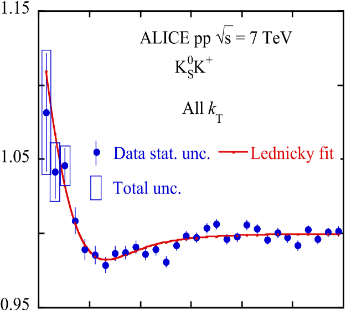 1.15
ALICE pp √s = 7 TeV
K⁰SK⁺
All kT
1.05
Data stat. unc.
Lednicky fit
Total unc.
0.95